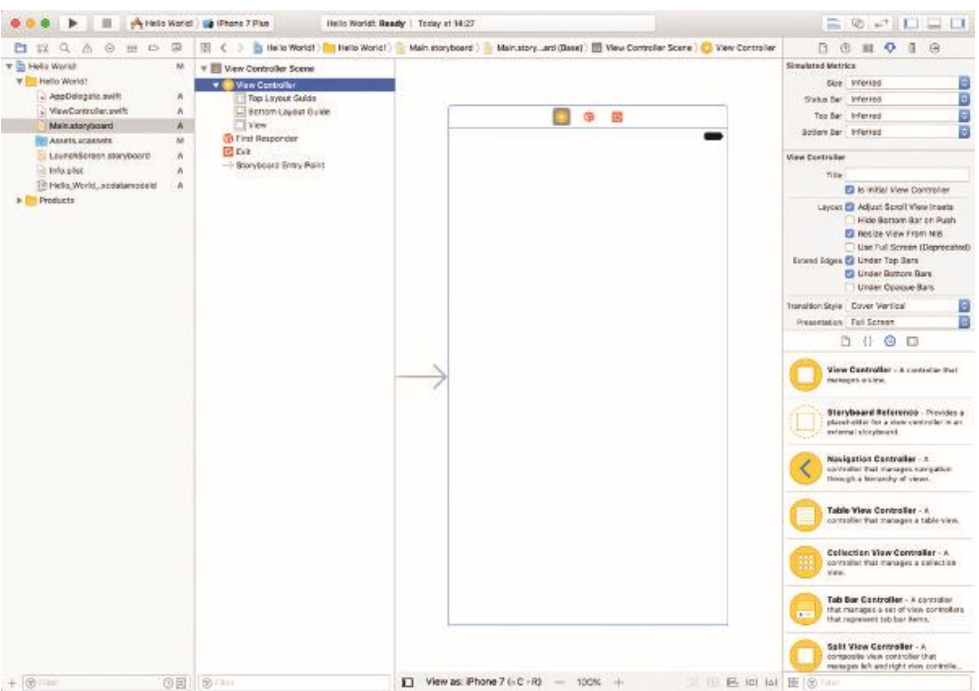 Hello World!
iPhone 7 Plus
Hello World!: Ready | Today at 14:27
Hello World!
Hello World!
Main.storyboard
Main.story...ard (Base)
View Controller Scene
View Controller
Hello World!
M
Hello World!
AppDelegate.swift
A
ViewController.swift
A
Main.storyboard
A
Assets.xcassets
M
LaunchScreen.storyboard
A
Info.plist
A
Hello_World_.xcdatamodeld
A
Products
View Controller Scene
View Controller
Top Layout Guide
Bottom Layout Guide
View
First Responder
Exit
Storyboard Entry Point
Simulated Metrics
Size Inferred
Status Bar Inferred
Top Bar Inferred
Bottom Bar Inferred
View Controller
Title
Is Initial View Controller
Layout Adjust Scroll View Insets
Hide Bottom Bar on Push
Resize View From NIB
Use Full Screen (Deprecated)
Extend Edges Under Top Bars
Under Bottom Bars
Under Opaque Bars
Transition Style Cover Vertical
Presentation Full Screen
{ }
View Controller - A controller that
manages a view.
Storyboard Reference - Provides a
placeholder for a view controller in an
external storyboard.
Navigation Controller - A
controller that manages navigation
through a hierarchy of views.
Table View Controller - A
controller that manages a table view.
Collection View Controller - A
controller that manages a collection
view.
Tab Bar Controller - A controller
that manages a set of view controllers
that represent tab bar items.
Split View Controller - A
composite view controller that
manages left and right view controlle...
Filter
Filter
View as: iPhone 7 (wC hR)
— 100% +
Filter